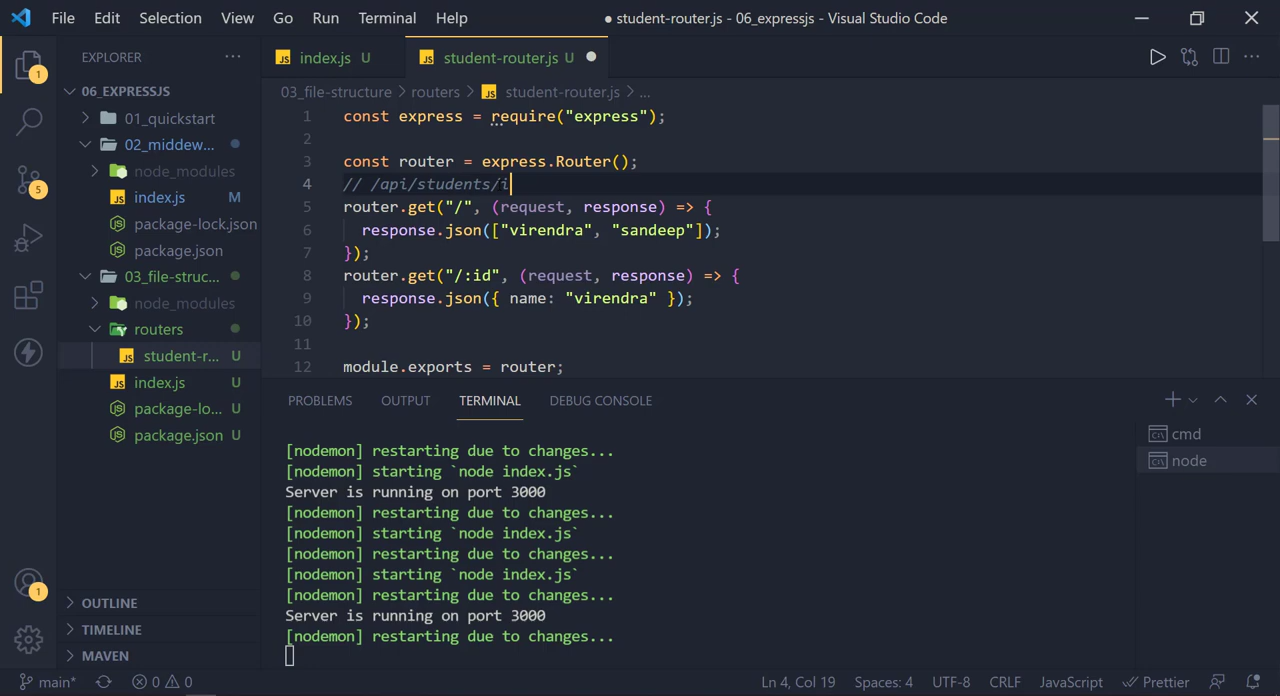 File Edit Selection View Go Run Terminal Help
● student-router.js - 06_expressjs - Visual Studio Code
EXPLORER
06_EXPRESSJS
01_quickstart
02_middew...
node_modules
index.js M
package-lock.json
package.json
03_file-struc...
node_modules
routers
student-r... U
index.js U
package-lo... U
package.json U
OUTLINE
TIMELINE
MAVEN
1
5
1
JS index.js U
JS student-router.js U
03_file-structure > routers > JS student-router.js > ...
1 const express = require("express");
2
3 const router = express.Router();
4 // /api/students/i
5 router.get("/", (request, response) => {
6 response.json(["virendra", "sandeep"]);
7 });
8 router.get("/:id", (request, response) => {
9 response.json({ name: "virendra" });
10 });
11
12 module.exports = router;
PROBLEMS OUTPUT TERMINAL DEBUG CONSOLE
[nodemon] restarting due to changes...
[nodemon] starting `node index.js`
Server is running on port 3000
[nodemon] restarting due to changes...
[nodemon] starting `node index.js`
[nodemon] restarting due to changes...
[nodemon] starting `node index.js`
[nodemon] restarting due to changes...
Server is running on port 3000
[nodemon] restarting due to changes...
cmd
node
main* 0 0 Ln 4, Col 19 Spaces: 4 UTF-8 CRLF JavaScript Prettier